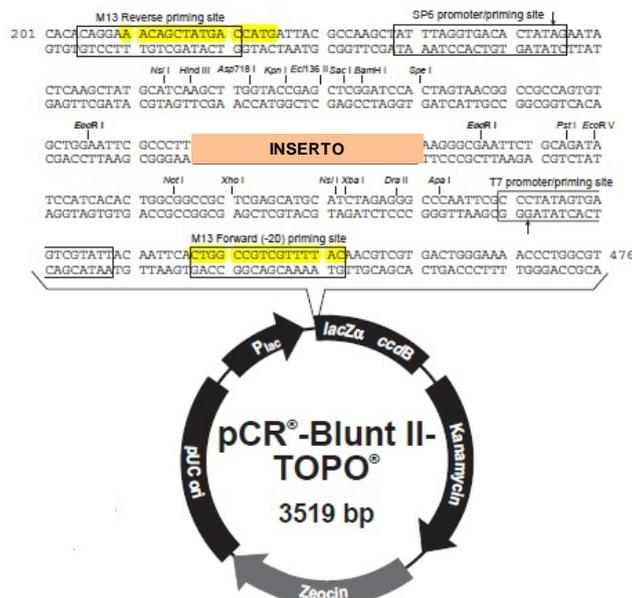 M13 Reverse priming site SP6 promoter/priming site
201 CACACAGGAA ACAGCTATGA CCATGATTAC GCCAAGCTAT TTAGGTGACA CTATAGAATA
GTGTGTCCTT TGTCGATACT GGTACTAATG CGGTTCGATA AATCCACTGT GATATCTTAT
Nsi I Hind III Asp718 I Kpn I Ecl136 II Sac I BamH I Spe I
CTCAAGCTAT GCATCAAGCT TGGTACCGAG CTCGGATCCA CTAGTAACGG CCGCCAGTGT
GAGTTCGATA CGTAGTTCGA ACCATGGCTC GAGCCTAGGT GATCATTGCC GGCGGTCACA
EcoR I EcoR I Pst I EcoR V
GCTGGAATTC GCCCTT INSERTO AAGGGCGAATTCT GCAGATA
CGACCTTAAG CGGGAA TTCCCGCTTAAGA CGTCTAT
Not I Xho I Nsi I Xba I Dra II Apa I T7 promoter/priming site
TCCATCACAC TGGCGGCCGC TCGAGCATGC ATCTAGAGGG CCCAATTCGC CCTATAGTGA
AGGTAGTGTG ACCGCCGGCG AGCTCGTACG TAGATCTCCC GGGTTAAGCG GGATATCACT
M13 Forward (-20) priming site
GTCGTATTAC AATTCACTGG CCGTCGTTTTAC AACGTCGT GACTGGGAAA ACCCTGGCGT 476
CAGCATAATG TTAAGTGACC GGCAGCAAAA TGTTGCAGCA CTGACCCTTT TGGGACCGCA
Plac lacZα ccdB
pUC ori Kanamycin
pCR®-Blunt II-
TOPO®
3519 bp
Zeocin